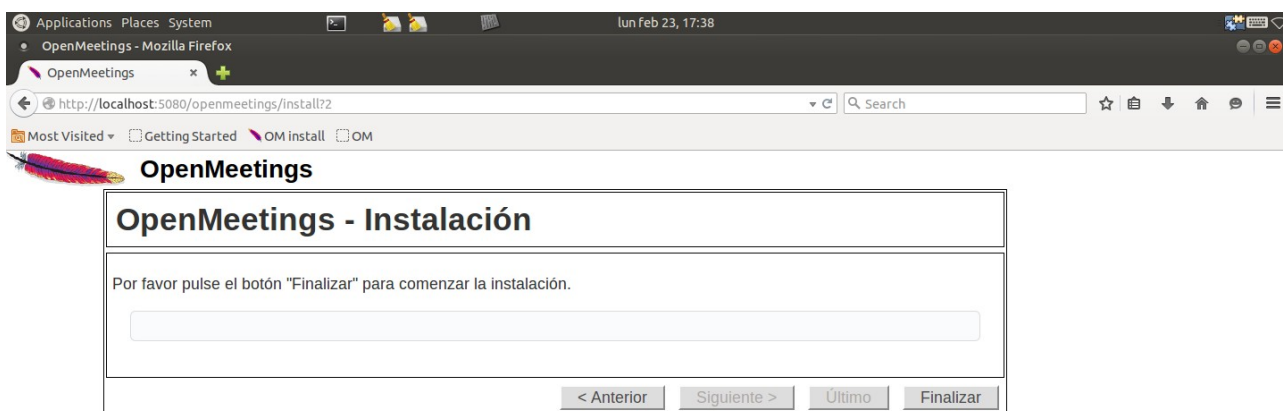 Applications Places System lun feb 23, 17:38
OpenMeetings - Mozilla Firefox
OpenMeetings
http://localhost:5080/openmeetings/install?2 Search
Most Visited Getting Started OM install OM
OpenMeetings
OpenMeetings - Instalación
Por favor pulse el botón "Finalizar" para comenzar la instalación.
< Anterior Siguiente > Último Finalizar